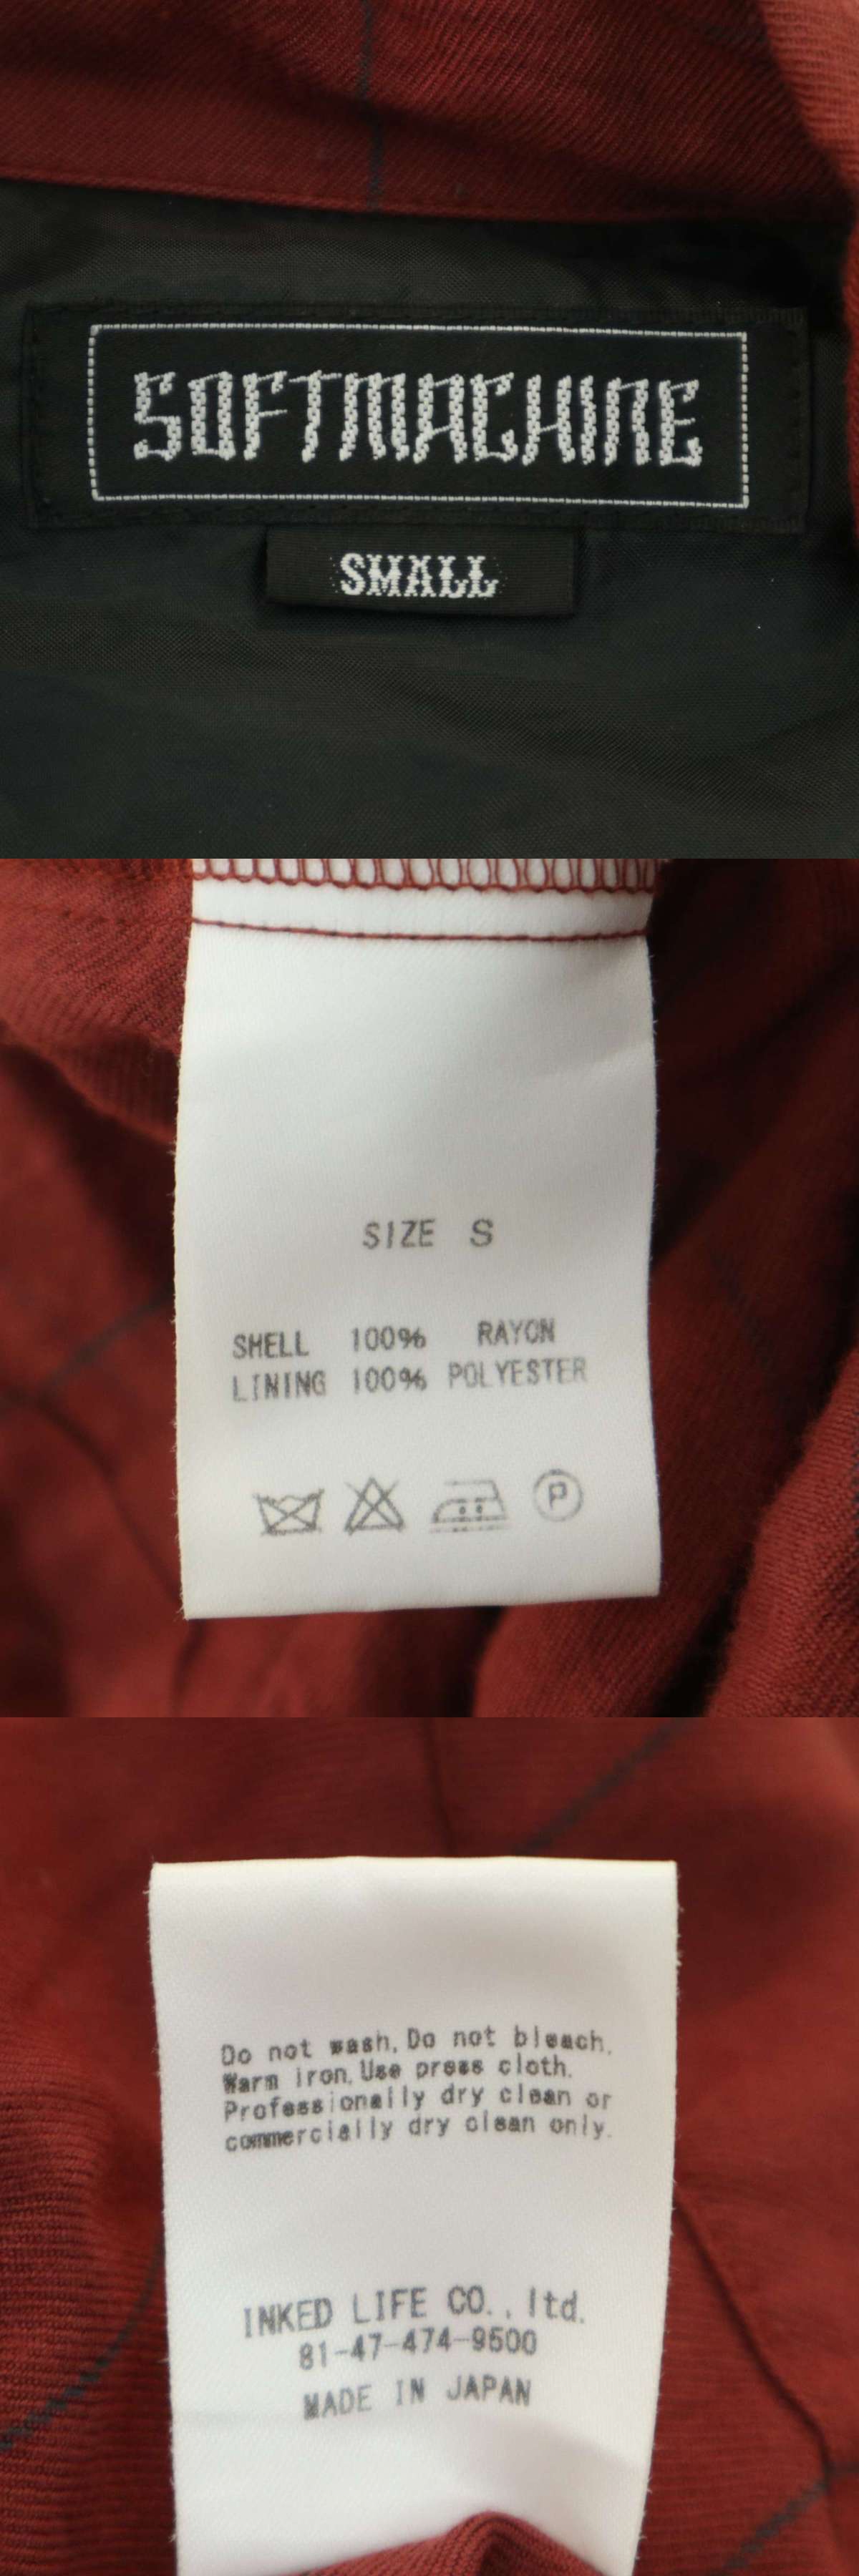 SOFTMACHINE
SMALL
SIZE S
SHELL 100% RAYON
LINING 100% POLYESTER
P
Do not wash. Do not bleach.
Warm iron. Use press cloth.
Professionally dry clean or
commercially dry clean only.
INKED LIFE CO., ltd.
81-47-474-9500
MADE IN JAPAN